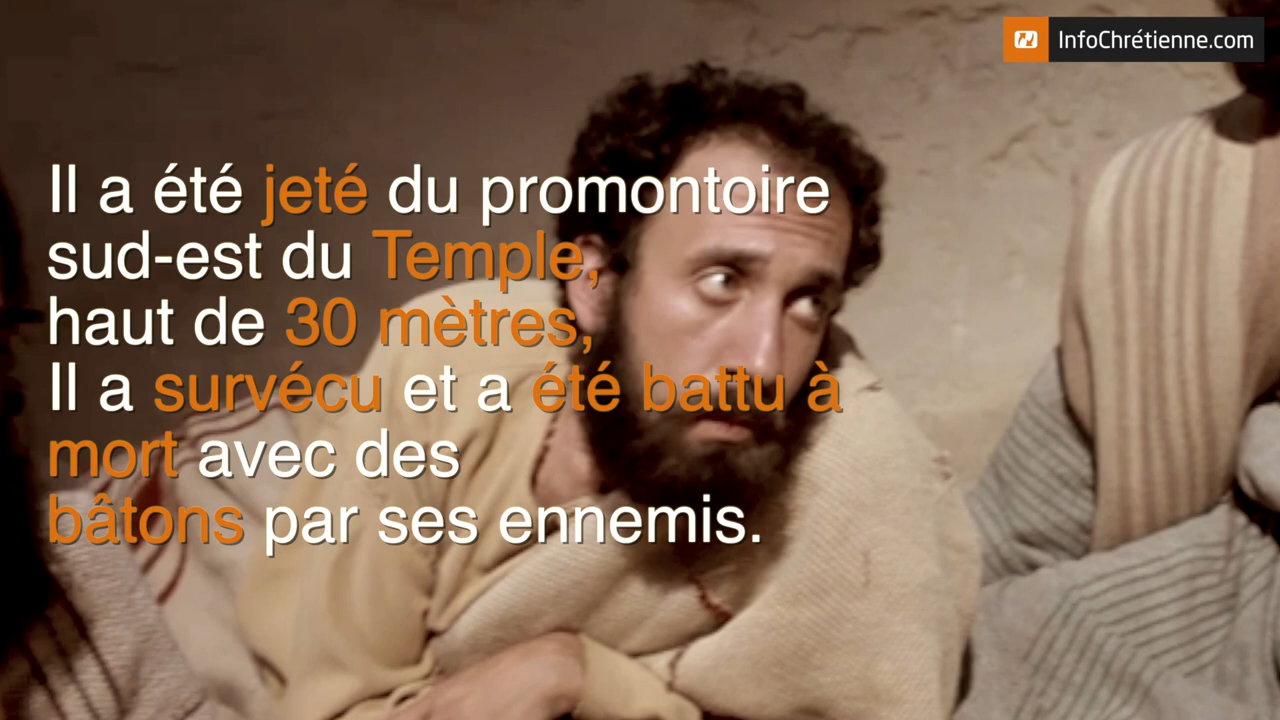 InfoChrétienne.com
Il a été jeté du promontoire
sud-est du Temple,
haut de 30 mètres,
Il a survécu et a été battu à
mort avec des
bâtons par ses ennemis.